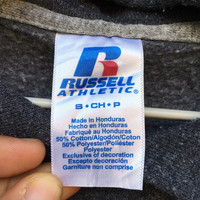 R
RUSSELL
ATHLETIC®
S • CH • P
Made in Honduras
Hecho en Honduras
Fabriqué au Honduras
50% Cotton/Algodón/Coton
50% Polyester/Poliéster
Exclusive of decoration
Excepto decoración
Garniture non comprise